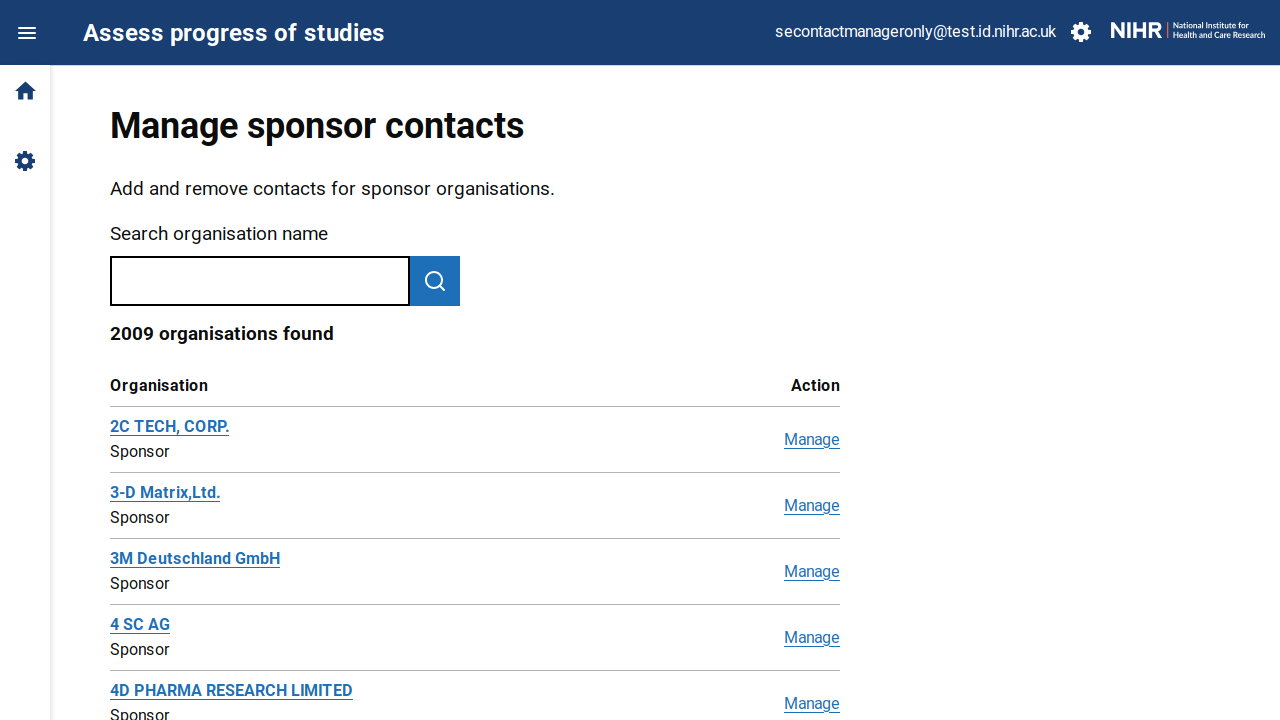 Assess progress of studies
secontactmanageronly@test.id.nihr.ac.uk
NIHR | National Institute for
Health and Care Research
Manage sponsor contacts
Add and remove contacts for sponsor organisations.
Search organisation name
2009 organisations found
Organisation Action
2C TECH, CORP.
Sponsor
Manage
3-D Matrix,Ltd.
Sponsor
Manage
3M Deutschland GmbH
Sponsor
Manage
4 SC AG
Sponsor
Manage
4D PHARMA RESEARCH LIMITED
Sponsor
Manage